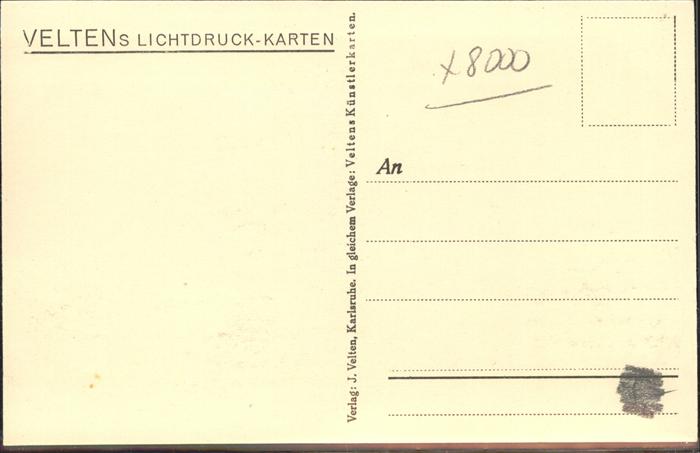 VELTENS LICHTDRUCK-KARTEN
x8000
An
Verlag: J. Velten, Karlsruhe. In gleichem Verlage: Veltens Künstlerkarten.